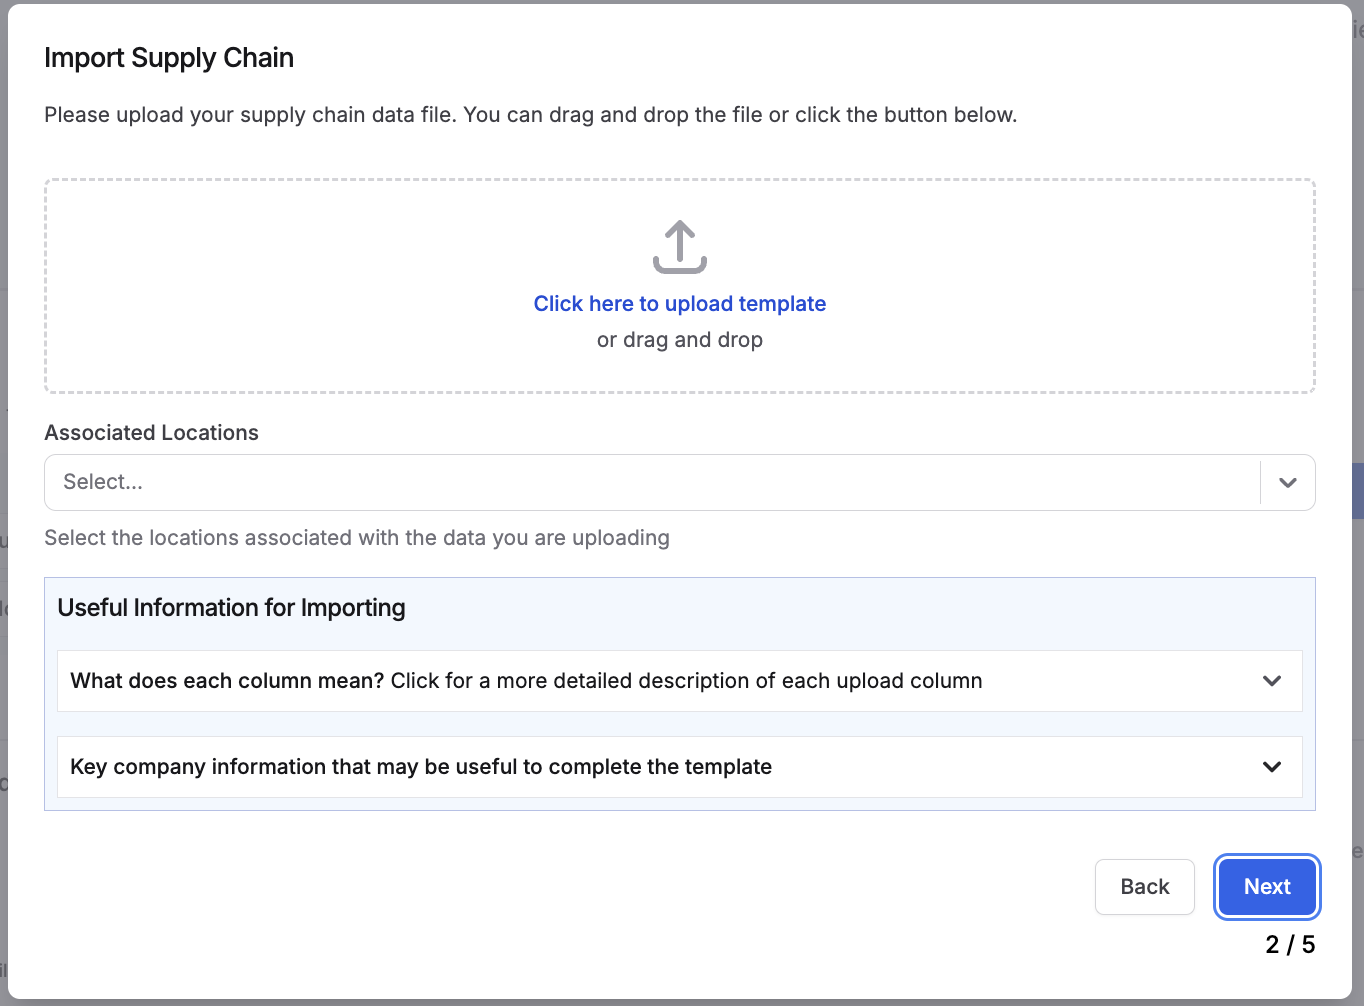 Import Supply Chain
Please upload your supply chain data file. You can drag and drop the file or click the button below.
Click here to upload template
or drag and drop
Associated Locations
Select...
Select the locations associated with the data you are uploading
Useful Information for Importing
What does each column mean? Click for a more detailed description of each upload column
Key company information that may be useful to complete the template
Back
Next
2 / 5